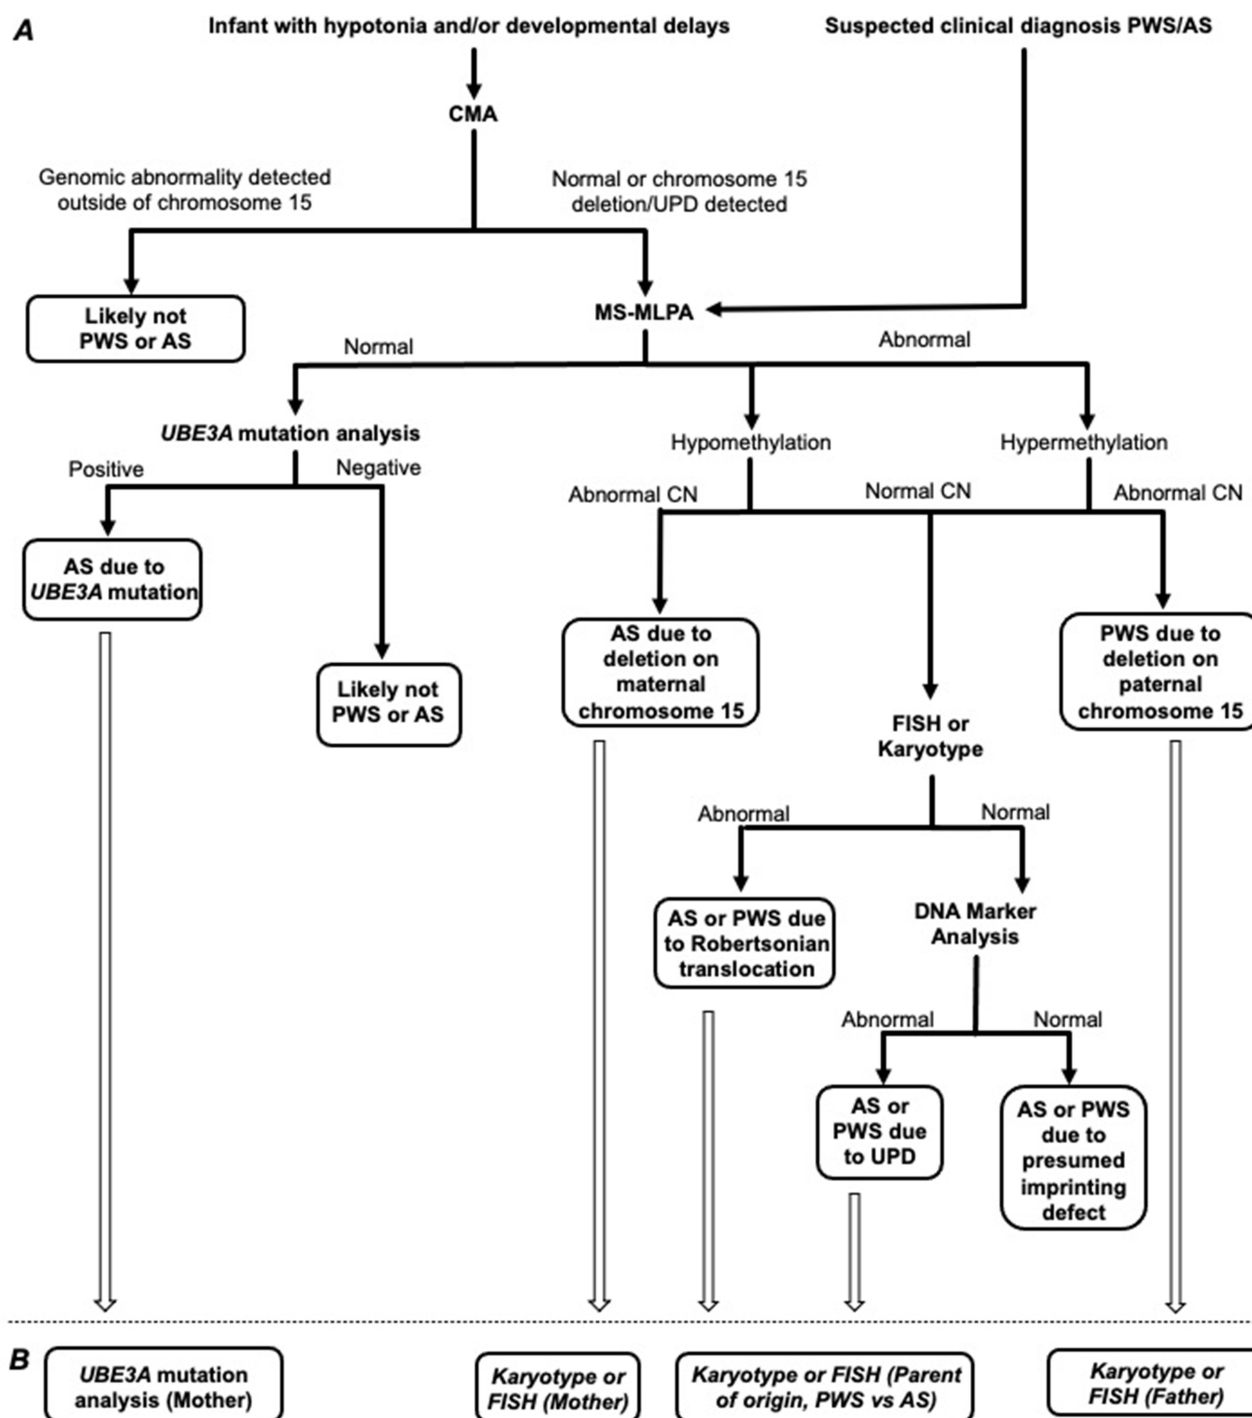 A
Infant with hypotonia and/or developmental delays
Suspected clinical diagnosis PWS/AS
CMA
Genomic abnormality detected
outside of chromosome 15
Normal or chromosome 15
deletion/UPD detected
Likely not
PWS or AS
MS-MLPA
Normal
Abnormal
UBE3A mutation analysis
Hypomethylation
Hypermethylation
Positive
Negative
Abnormal CN
Normal CN
Abnormal CN
AS due to
UBE3A mutation
Likely not
PWS or AS
AS due to
deletion on
maternal
chromosome 15
PWS due to
deletion on
paternal
chromosome 15
FISH or
Karyotype
Abnormal
Normal
AS or PWS due
to Robertsonian
translocation
DNA Marker
Analysis
Abnormal
Normal
AS or
PWS due
to UPD
AS or PWS
due to
presumed
imprinting
defect
B
UBE3A mutation
analysis (Mother)
Karyotype or
FISH (Mother)
Karyotype or FISH (Parent
of origin, PWS vs AS)
Karyotype or
FISH (Father)